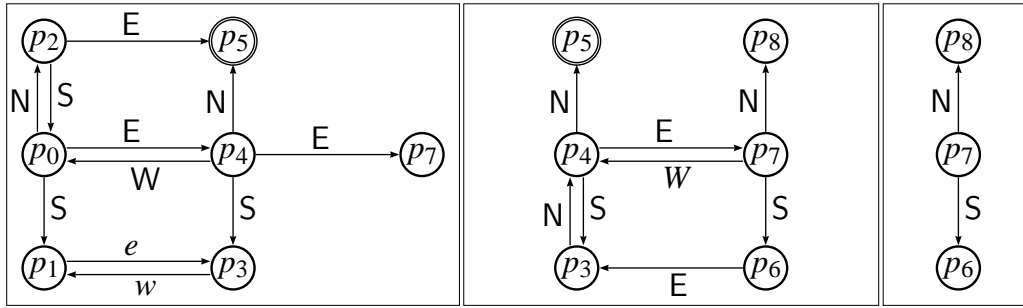 p2 E p5 p5 p8 p8
N S N N N N
p0 E p4 E p7 p4 E p7 p7
W W
S S N S S S
p1 e p3 p3 p6 p6
w E